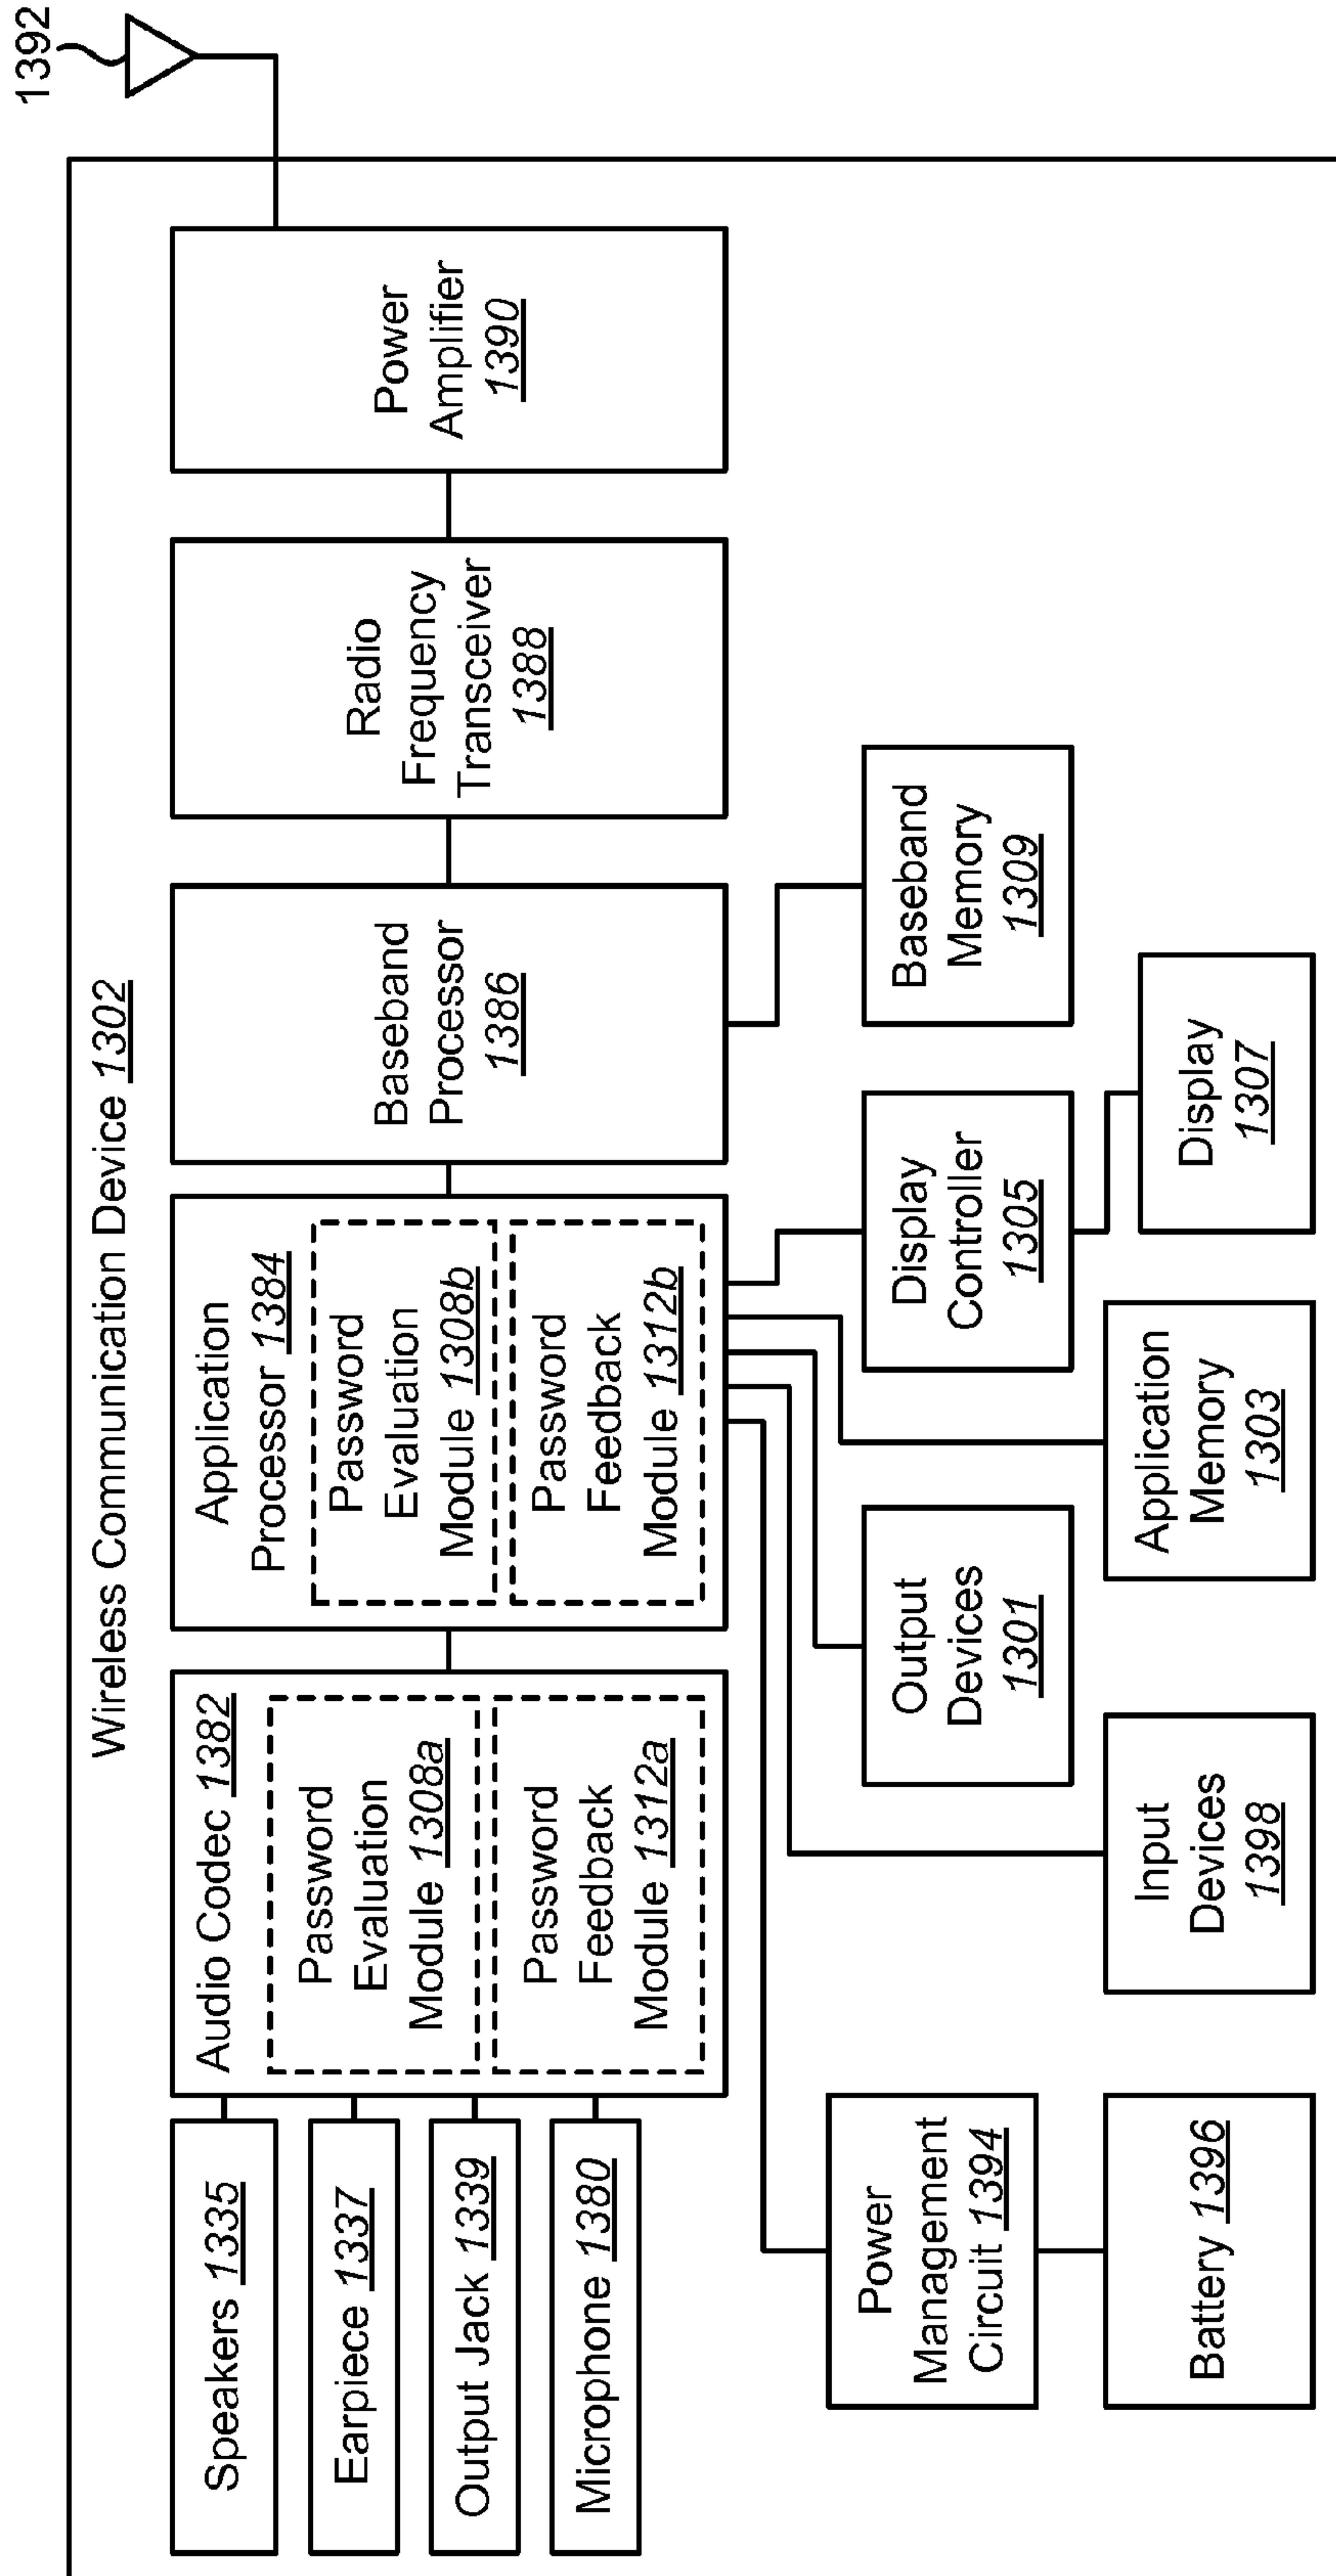 Wireless Communication Device 1302
1392
Speakers 1335
Earpiece 1337
Output Jack 1339
Microphone 1380
Audio Codec 1382
Password
Evaluation
Module 1308a
Password
Feedback
Module 1312a
Application
Processor 1384
Password
Evaluation
Module 1308b
Password
Feedback
Module 1312b
Baseband
Processor
1386
Radio
Frequency
Transceiver
1388
Power
Amplifier
1390
Power
Management
Circuit 1394
Battery 1396
Input
Devices
1398
Output
Devices
1301
Application
Memory
1303
Display
Controller
1305
Display
1307
Baseband
Memory
1309